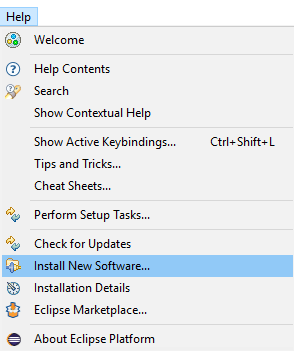 Help
Welcome
Help Contents
Search
Show Contextual Help
Show Active Keybindings... Ctrl+Shift+L
Tips and Tricks...
Cheat Sheets...
Perform Setup Tasks...
Check for Updates
Install New Software...
Installation Details
Eclipse Marketplace...
About Eclipse Platform